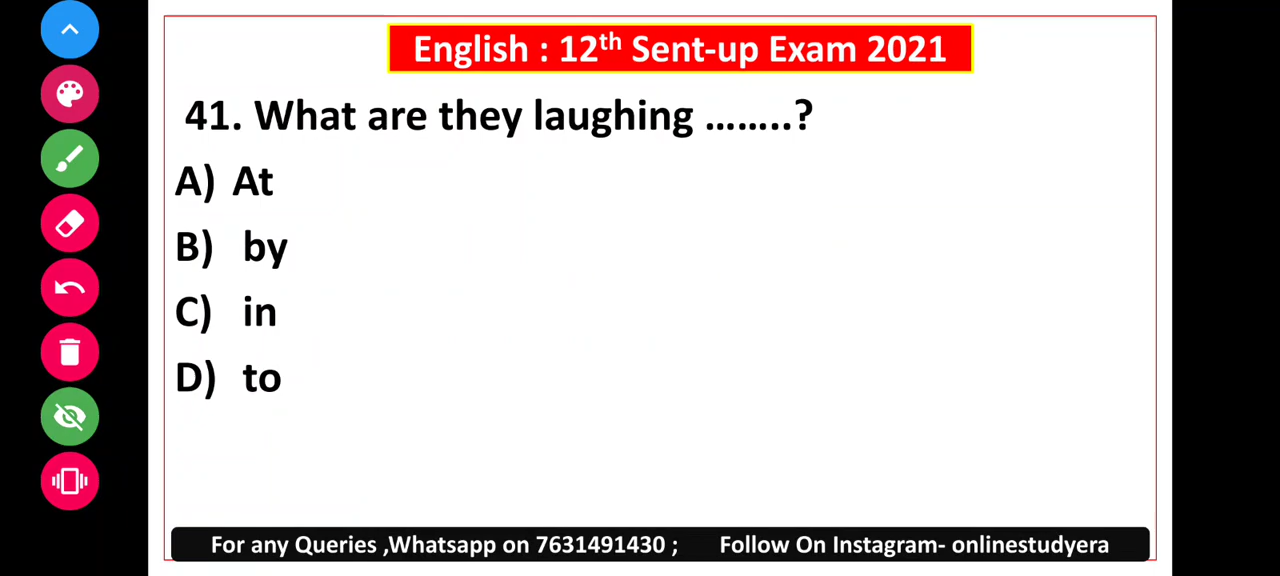 English : 12th Sent-up Exam 2021
41. What are they laughing ........?
A) At
B) by
C) in
D) to
For any Queries ,Whatsapp on 7631491430 ; Follow On Instagram- onlinestudyera